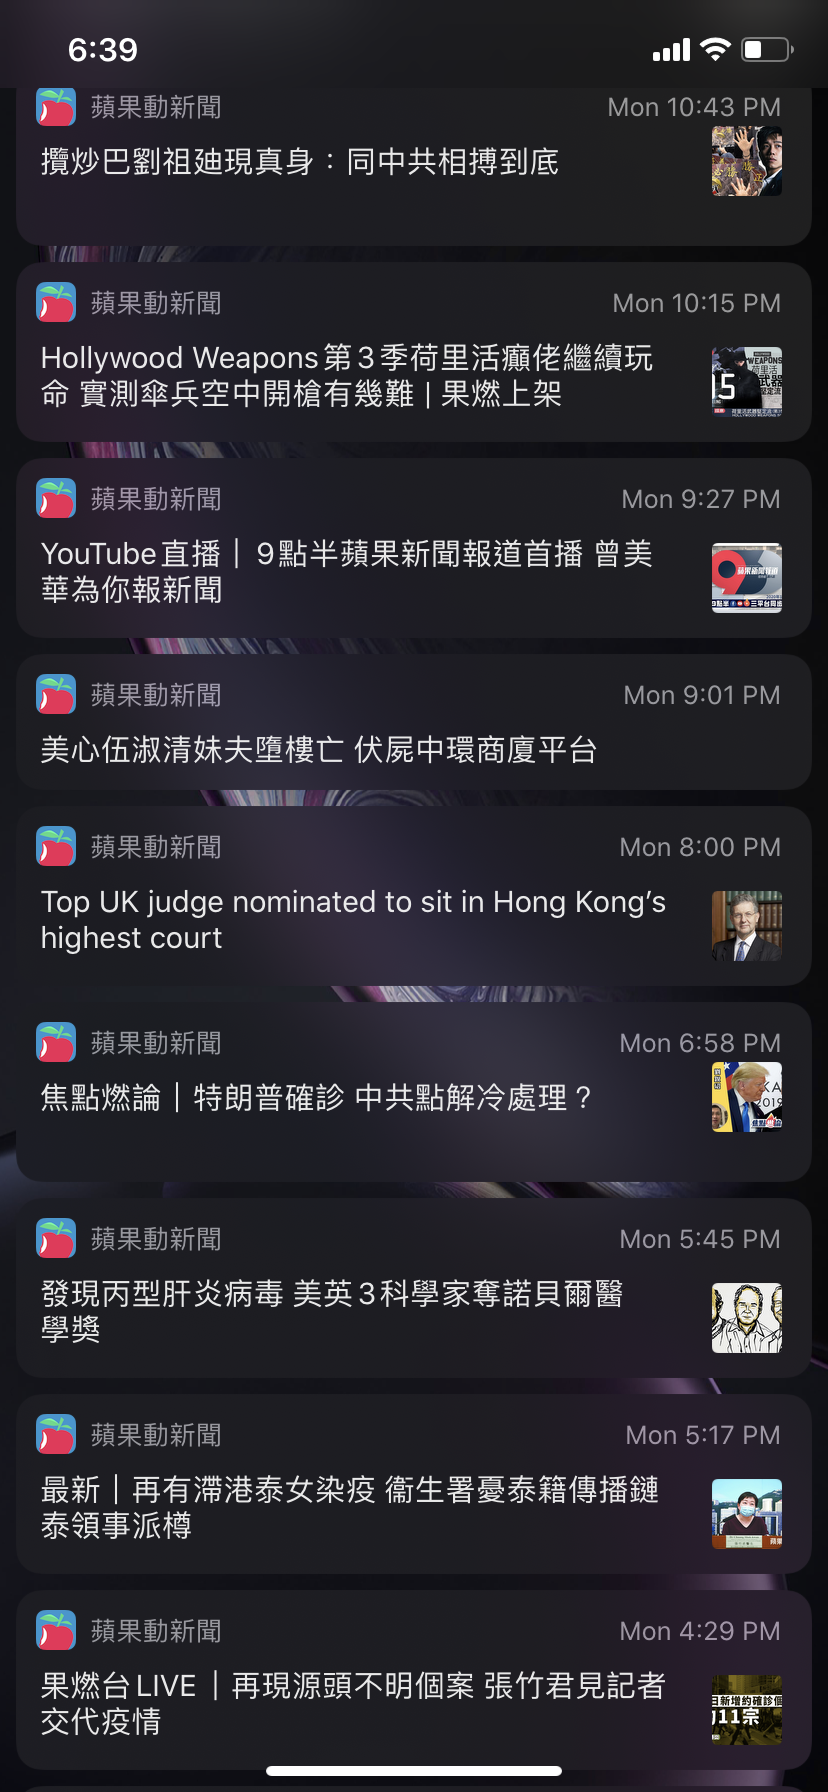 6:39
蘋果動新聞 Mon 10:43 PM
攬炒巴劉祖廸現真身：同中共相搏到底
蘋果動新聞 Mon 10:15 PM
Hollywood Weapons第3季荷里活癲佬繼續玩
命 實測傘兵空中開槍有幾難 | 果燃上架
蘋果動新聞 Mon 9:27 PM
YouTube直播｜ 9點半蘋果新聞報道首播 曾美
華為你報新聞
蘋果動新聞 Mon 9:01 PM
美心伍淑清妹夫墮樓亡 伏屍中環商廈平台
蘋果動新聞 Mon 8:00 PM
Top UK judge nominated to sit in Hong Kong’s
highest court
蘋果動新聞 Mon 6:58 PM
焦點燃論｜特朗普確診 中共點解冷處理？
蘋果動新聞 Mon 5:45 PM
發現丙型肝炎病毒 美英3科學家奪諾貝爾醫
學獎
蘋果動新聞 Mon 5:17 PM
最新｜再有滯港泰女染疫 衞生署憂泰籍傳播鏈
泰領事派樽
蘋果動新聞 Mon 4:29 PM
果燃台LIVE｜再現源頭不明個案 張竹君見記者
交代疫情